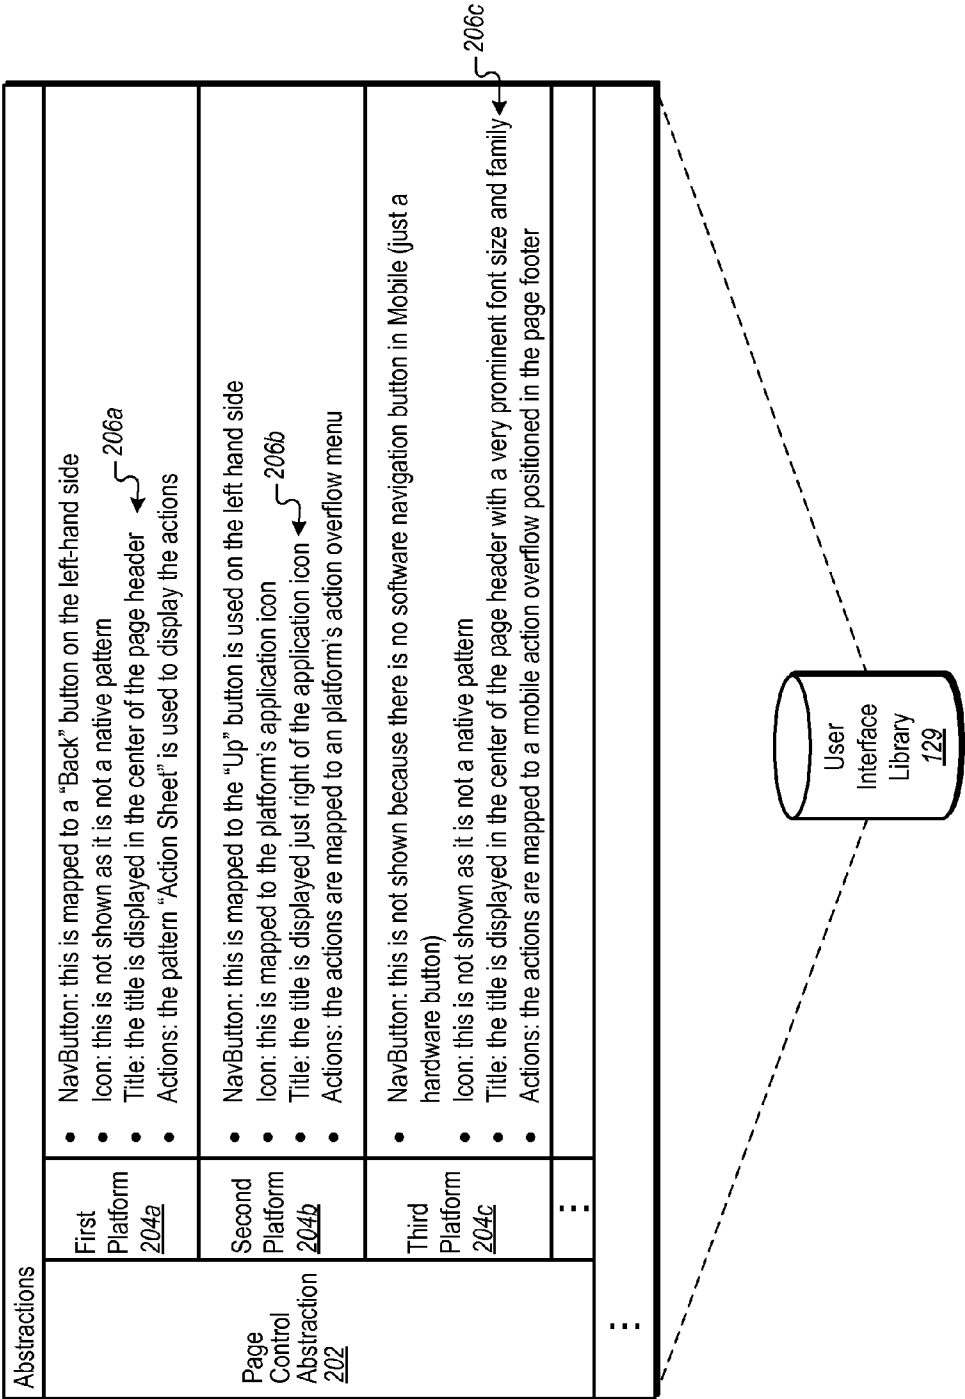 Abstractions
Page
Control
Abstraction
202
First
Platform
204a
• NavButton: this is mapped to a “Back” button on the left-hand side
• Icon: this is not shown as it is not a native pattern
• Title: the title is displayed in the center of the page header
• Actions: the pattern “Action Sheet” is used to display the actions
206a
Second
Platform
204b
• NavButton: this is mapped to the “Up” button is used on the left hand side
• Icon: this is mapped to the platform's application icon
• Title: the title is displayed just right of the application icon
• Actions: the actions are mapped to an platform's action overflow menu
206b
Third
Platform
204c
• NavButton: this is not shown because there is no software navigation button in Mobile (just a
hardware button)
• Icon: this is not shown as it is not a native pattern
• Title: the title is displayed in the center of the page header with a very prominent font size and family
• Actions: the actions are mapped to a mobile action overflow positioned in the page footer
206c
⋮
⋮
User
Interface
Library
129